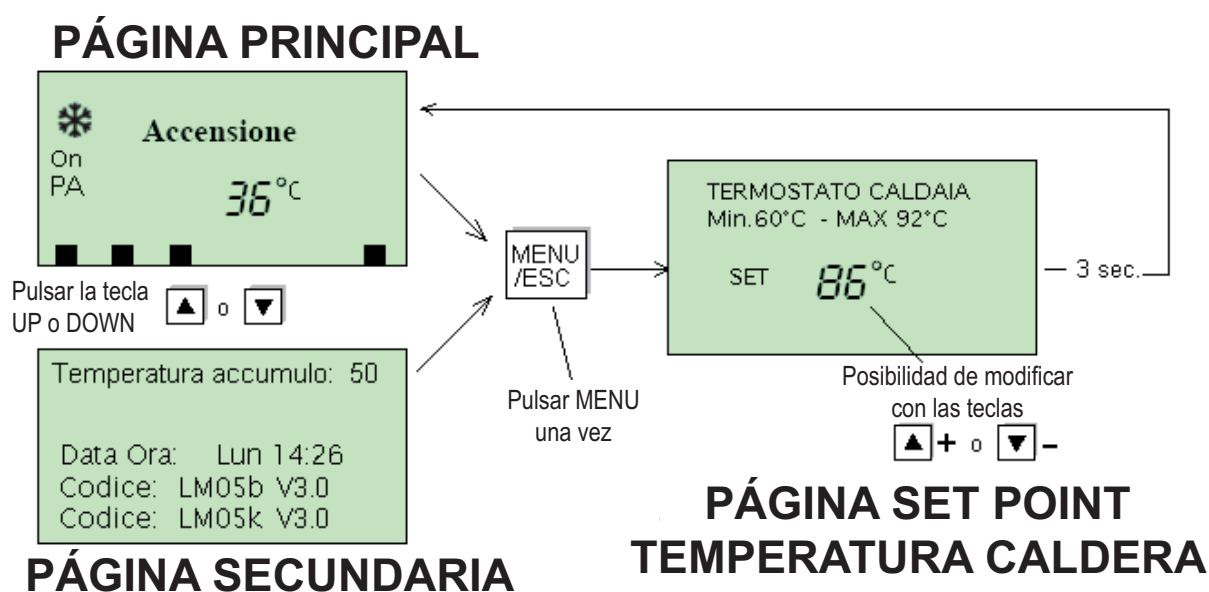 PÁGINA PRINCIPAL
Accensione
On
PA
36°C
Pulsar la tecla
UP o DOWN
o
Temperatura accumulo: 50
Data Ora: Lun 14:26
Codice: LM05b V3.0
Codice: LM05k V3.0
PÁGINA SECUNDARIA
MENU
/ESC
Pulsar MENU
una vez
TERMOSTATO CALDAIA
Min.60°C - MAX 92°C
SET 86°C
3 sec.
Posibilidad de modificar
con las teclas
+ o -
PÁGINA SET POINT
TEMPERATURA CALDERA